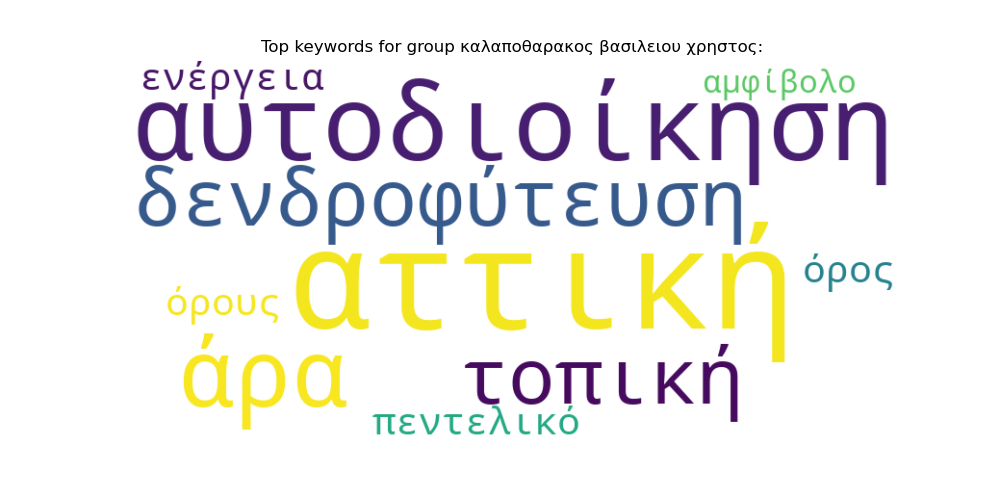 Top keywords for group καλαποθαρακος βασιλειου χρηστος:
ενέργεια
αμφίβολο
αυτοδιοίκηση
δενδροφύτευση
αττική
όρος
όρους
άρα
τοπική
πεντελικό